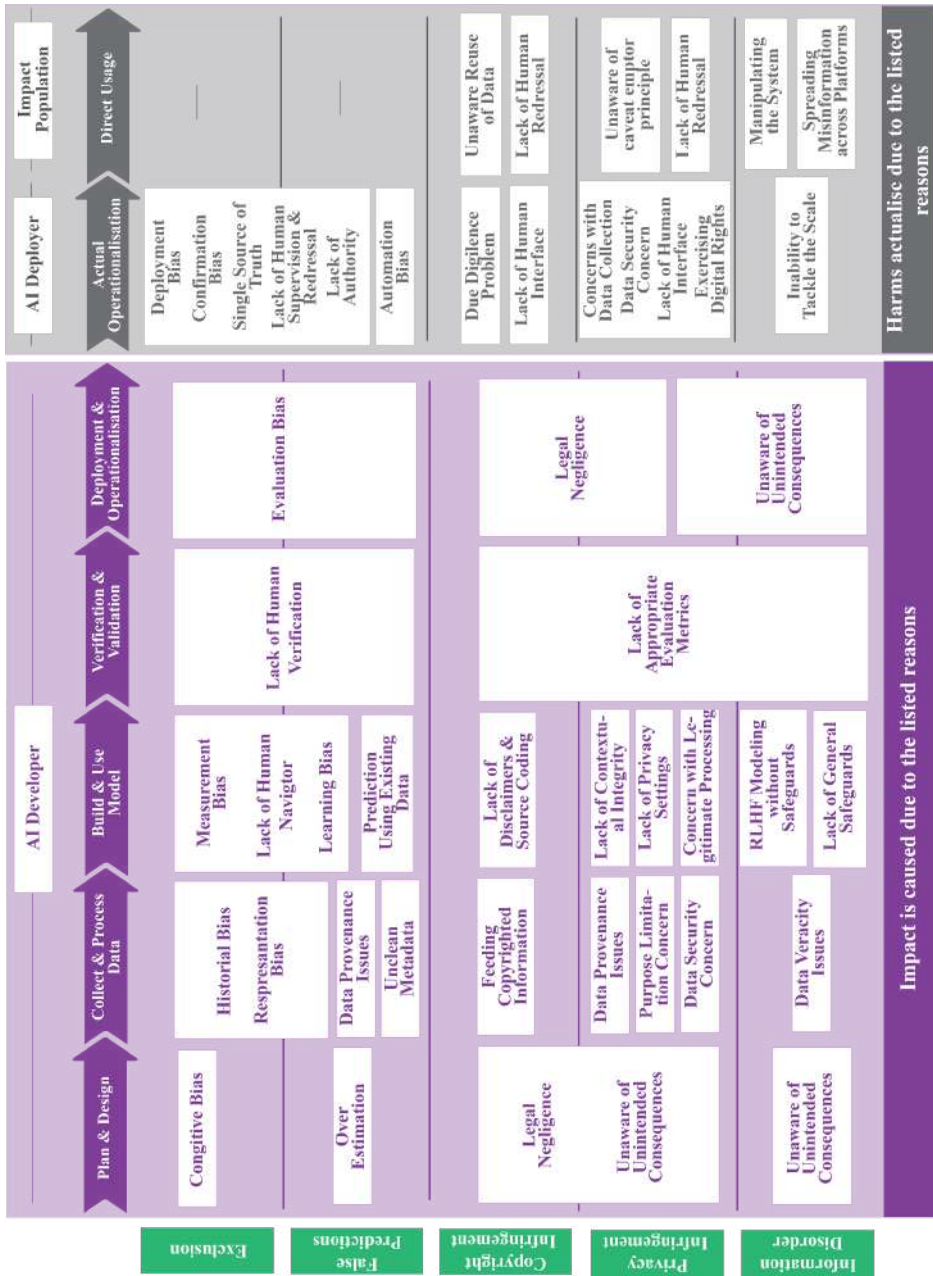 AI Developer
AI Deployer
Impact
Population
Plan & Design
Collect & Process
Data
Build & Use
Model
Verification &
Validation
Deployment &
Operationalisation
Actual
Operationalisation
Direct Usage
Exclusion
Congitive Bias
Historial Bias
Respresantation
Bias
Measurement
Bias
Lack of Human
Navigtor
Learning Bias
Lack of Human
Verification
Evaluation Bias
Deployment
Bias
Confirmation
Bias
Single Source of
Truth
Lack of Human
Supervision &
Redressal
Lack of
Authority
False
Predictions
Over
Estimation
Data Provenance
Issues
Unclean
Metadata
Prediction
Using Existing
Data
Automation
Bias
Copyright
Infringement
Legal
Negligence
Unaware of
Unintended
Consequences
Feeding
Copyrighted
Information
Lack of
Disclaimers &
Source Coding
Lack of
Appropriate
Evaluation
Metrics
Legal
Negligence
Due Digilence
Problem
Lack of Human
Interface
Unaware Reuse
of Data
Lack of Human
Redressal
Privacy
Infringement
Data Provenance
Issues
Purpose Limita-
tion Concern
Data Security
Concern
Lack of Contextu-
al Integrity
Lack of Privacy
Settings
Concern with Le-
gitimate Processing
Unaware of
Unintended
Consequences
Concerns with
Data Collection
Data Security
Concern
Lack of Human
Interface
Exercising
Digital Rights
Unaware of
caveat emptor
principle
Lack of Human
Redressal
Information
Disorder
Unaware of
Unintended
Consequences
Data Veracity
Issues
RLHF Modeling
without
Safeguards
Lack of General
Safeguards
Inability to
Tackle the Scale
Manipulating
the System
Spreading
Misinformation
across Platforms
Impact is caused due to the listed reasons
Harms actualise due to the listed
reasons